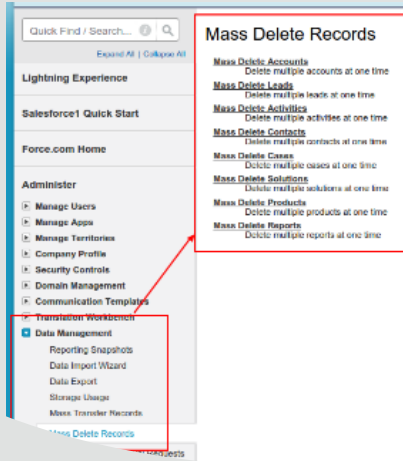 Quick Find / Search...
Expand All | Collapse All
Lightning Experience
Salesforce1 Quick Start
Force.com Home
Administer
Manage Users
Manage Apps
Manage Territories
Company Profile
Security Controls
Domain Management
Communication Templates
Translation Workbench
Data Management
Reporting Snapshots
Data Import Wizard
Data Export
Storage Usage
Mass Transfer Records
Mass Delete Records
Mass Delete Records
Mass Delete Accounts
Delete multiple accounts at one time
Mass Delete Leads
Delete multiple leads at one time
Mass Delete Activities
Delete multiple activities at one time
Mass Delete Contacts
Delete multiple contacts at one time
Mass Delete Cases
Delete multiple cases at one time
Mass Delete Solutions
Delete multiple solutions at one time
Mass Delete Products
Delete multiple products at one time
Mass Delete Reports
Delete multiple reports at one time